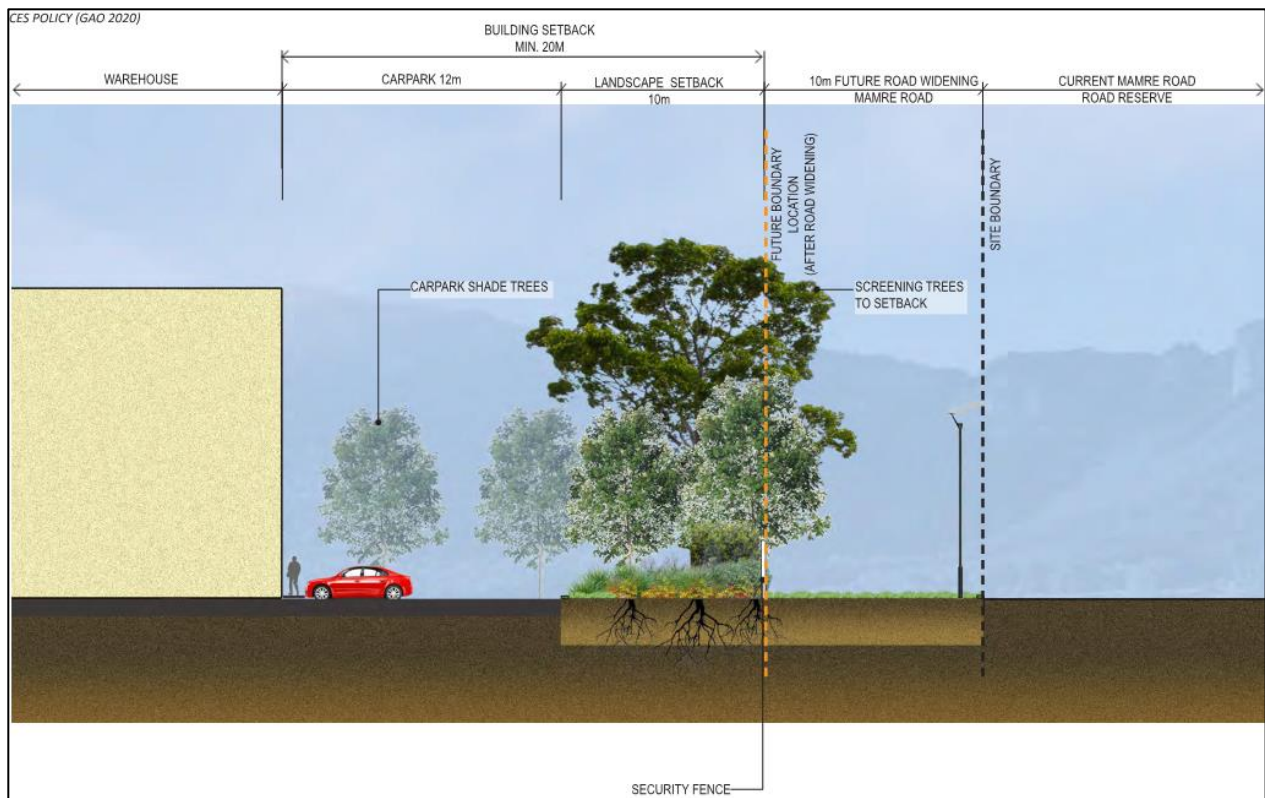 CES POLICY (GAO 2020)
BUILDING SETBACK
MIN. 20M
WAREHOUSE
CARPARK 12m
LANDSCAPE SETBACK
10m
10m FUTURE ROAD WIDENING
MAMRE ROAD
CURRENT MAMRE ROAD
ROAD RESERVE
FUTURE BOUNDARY
LOCATION
(AFTER ROAD WIDENING)
SITE BOUNDARY
CARPARK SHADE TREES
SCREENING TREES
TO SETBACK
SECURITY FENCE